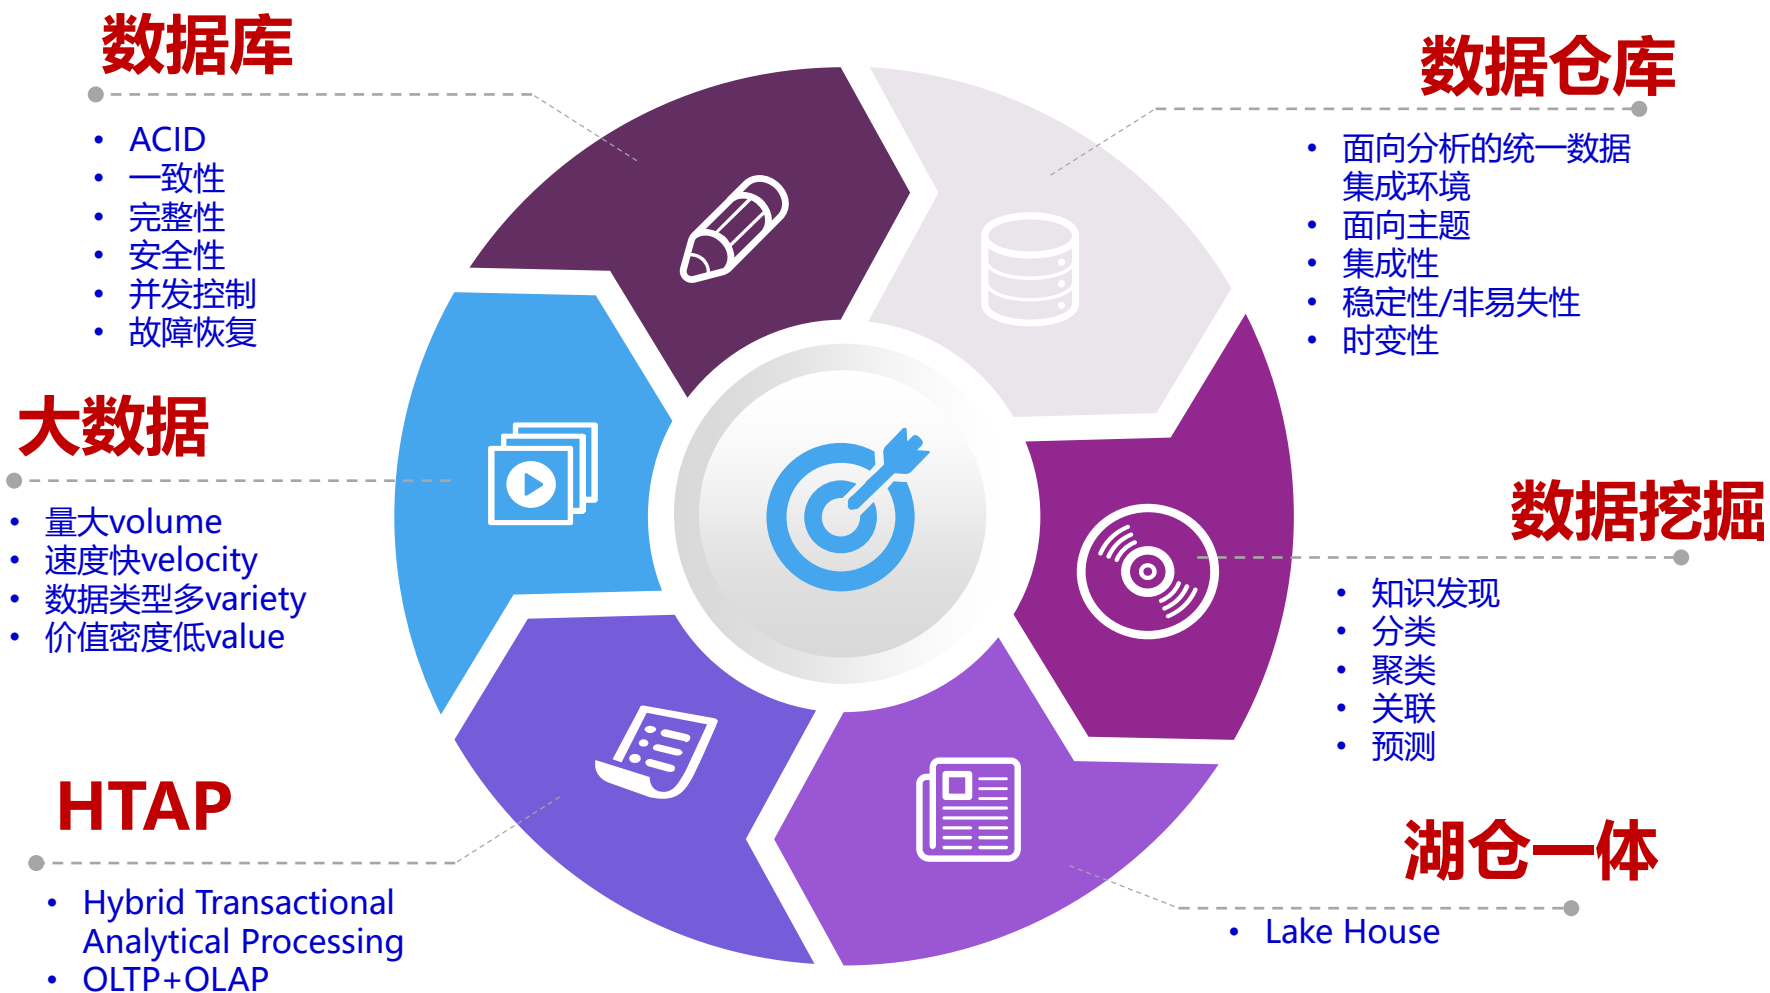 数据库
• ACID
• 一致性
• 完整性
• 安全性
• 并发控制
• 故障恢复
数据仓库
• 面向分析的统一数据
集成环境
• 面向主题
• 集成性
• 稳定性/非易失性
• 时变性
大数据
• 量大volume
• 速度快velocity
• 数据类型多variety
• 价值密度低value
数据挖掘
• 知识发现
• 分类
• 聚类
• 关联
• 预测
HTAP
• Hybrid Transactional
Analytical Processing
• OLTP+OLAP
湖仓一体
• Lake House